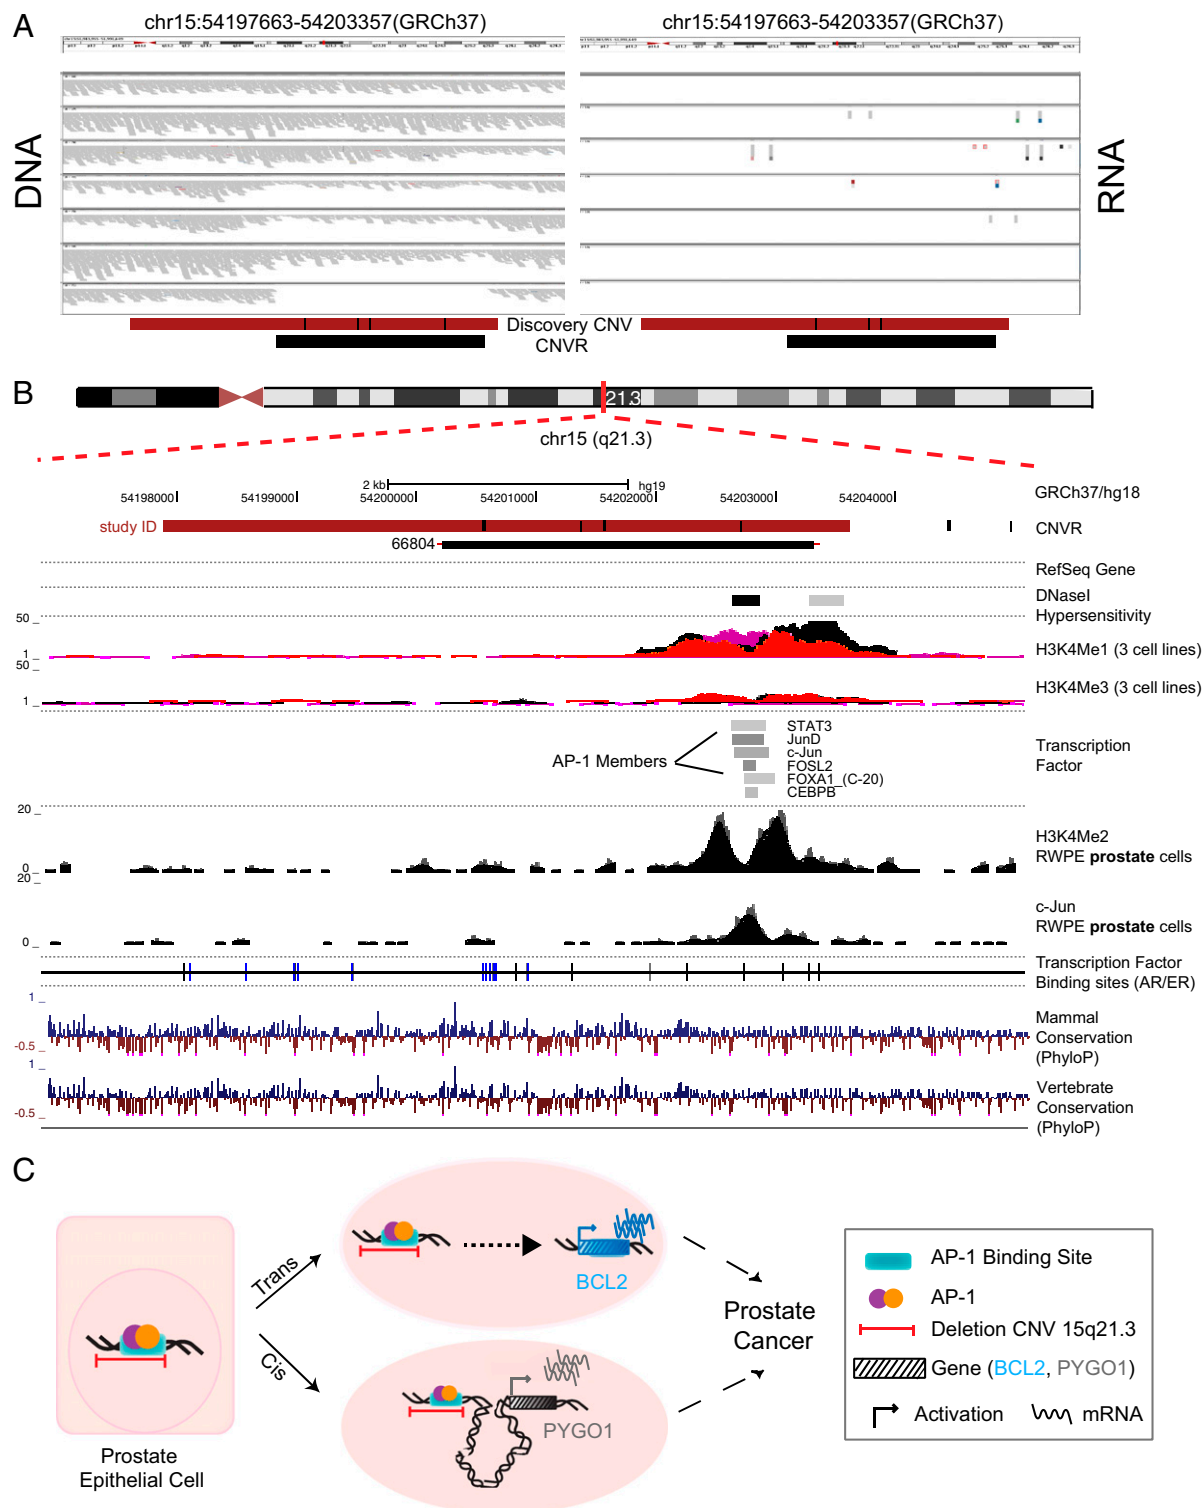 A
chr15:54197663-54203357(GRCh37)
chr15:54197663-54203357(GRCh37)
DNA
RNA
Discovery CNV
CNVR
B
21.3
chr15 (q21.3)
2 kb
hg19
54198000
54199000
54200000
54201000
54202000
54203000
54204000
GRCh37/hg18
study ID
CNVR
66804
RefSeq Gene
DNaseI
Hypersensitivity
50
1
H3K4Me1 (3 cell lines)
50
1
H3K4Me3 (3 cell lines)
STAT3
JunD
c-Jun
FOSL2
FOXA1_(C-20)
CEBPB
AP-1 Members
Transcription
Factor
20
0
H3K4Me2
RWPE prostate cells
20
0
c-Jun
RWPE prostate cells
Transcription Factor
Binding sites (AR/ER)
1
-0.5
Mammal
Conservation
(PhyloP)
1
-0.5
Vertebrate
Conservation
(PhyloP)
C
Trans
Cis
BCL2
PYGO1
Prostate
Cancer
Prostate
Epithelial Cell
AP-1 Binding Site
AP-1
Deletion CNV 15q21.3
Gene (BCL2, PYGO1)
Activation
mRNA